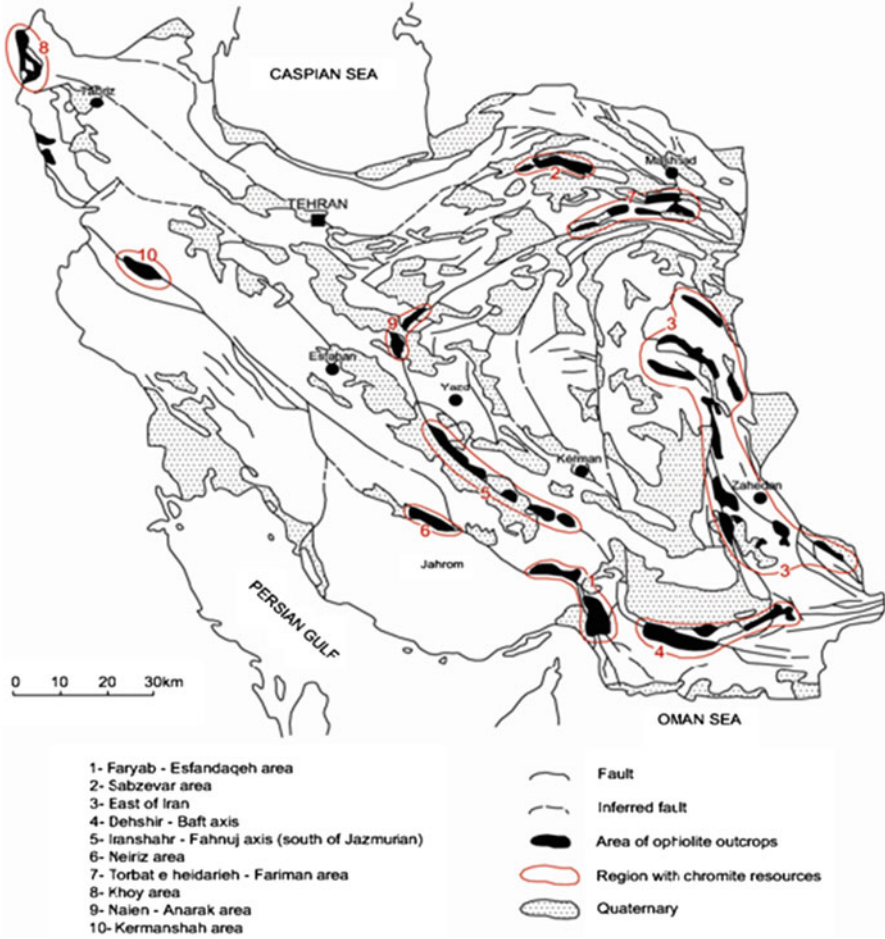 8
CASPIAN SEA
Tabriz
2
Mashhad
7
TEHRAN
10
9
3
Esfahan
Yazd
Kerman
5
Zahedan
6
Jahrom
1
3
4
PERSIAN GULF
0 10 20 30km
OMAN SEA
1- Faryab - Esfandaqeh area
2- Sabzevar area
3- East of Iran
4- Dehshir - Baft axis
5- Iranshahr - Fahnuj axis (south of Jazmurian)
6- Neiriz area
7- Torbat e heidarieh - Fariman area
8- Khoy area
9- Naien - Anarak area
10- Kermanshah area
Fault
Inferred fault
Area of ophiolite outcrops
Region with chromite resources
Quaternary